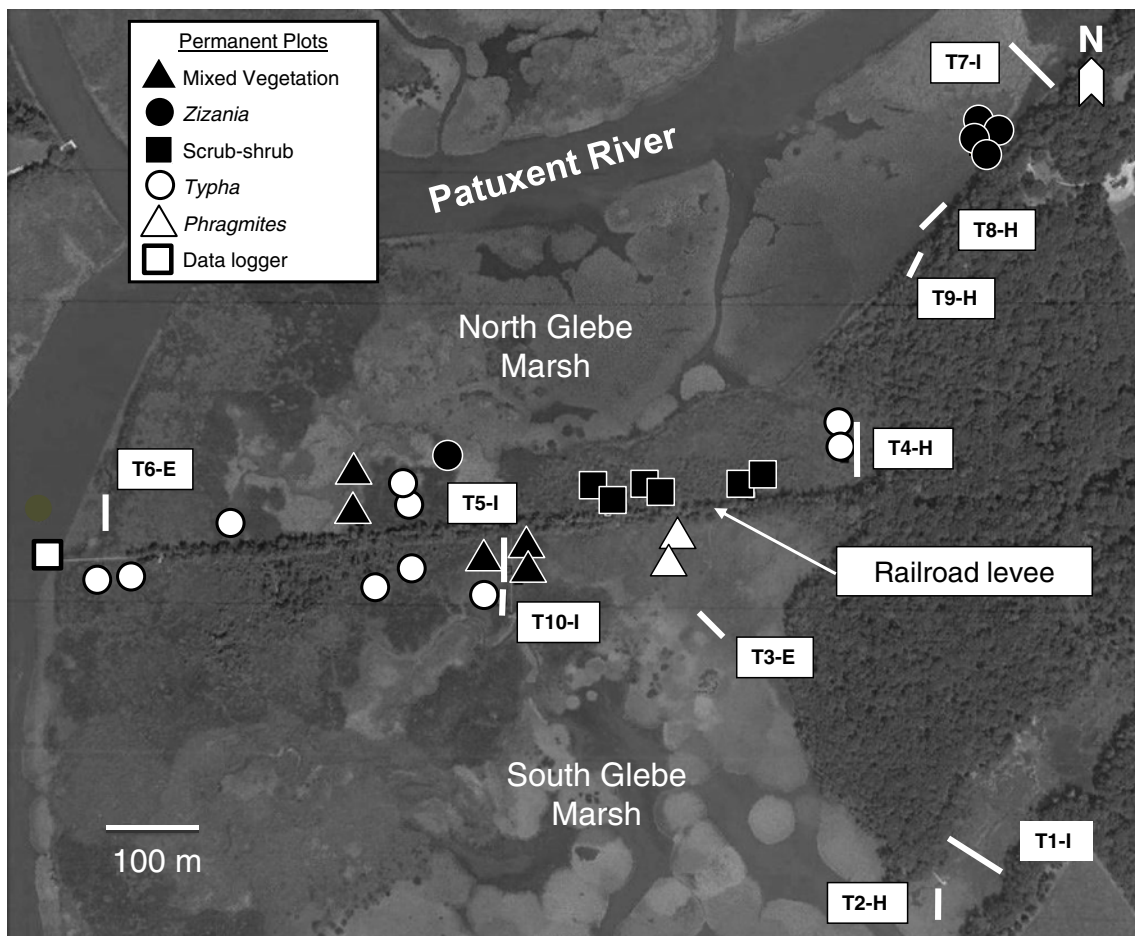 Permanent Plots
Mixed Vegetation
Zizania
Scrub-shrub
Typha
Phragmites
Data logger
T7-I
N
Patuxent River
T8-H
T9-H
North Glebe
Marsh
T6-E
T5-I
T4-H
Railroad levee
T10-I
T3-E
South Glebe
Marsh
100 m
T1-I
T2-H